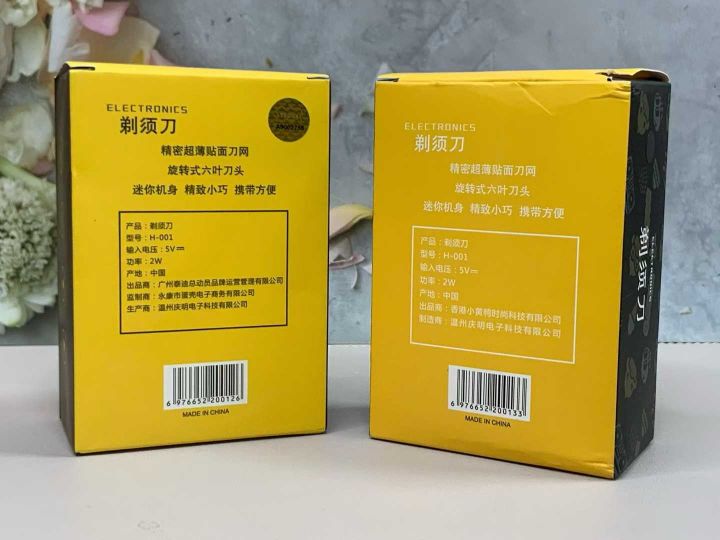 ELECTRONICS
剃须刀
精密超薄贴面刀网
旋转式六叶刀头
迷你机身 精致小巧 携带方便
产品：剃须刀
型号：H-001
输入电压：5V⎓
功率：2W
产地：中国
出品商：广州泰迪总动员品牌运营管理有限公司
监制商：永康市蛋壳电子商务有限公司
生产商：温州庆明电子科技有限公司
6 976652 200126
MADE IN CHINA
ELECTRONICS
剃须刀
精密超薄贴面刀网
旋转式六叶刀头
迷你机身 精致小巧 携带方便
产品：剃须刀
型号：H-001
输入电压：5V⎓
功率：2W
产地：中国
出品商：香港小黄鸭时尚科技有限公司
制造商：温州庆明电子科技有限公司
6 976652 200133
MADE IN CHINA
ELECTRONICS
剃须刀